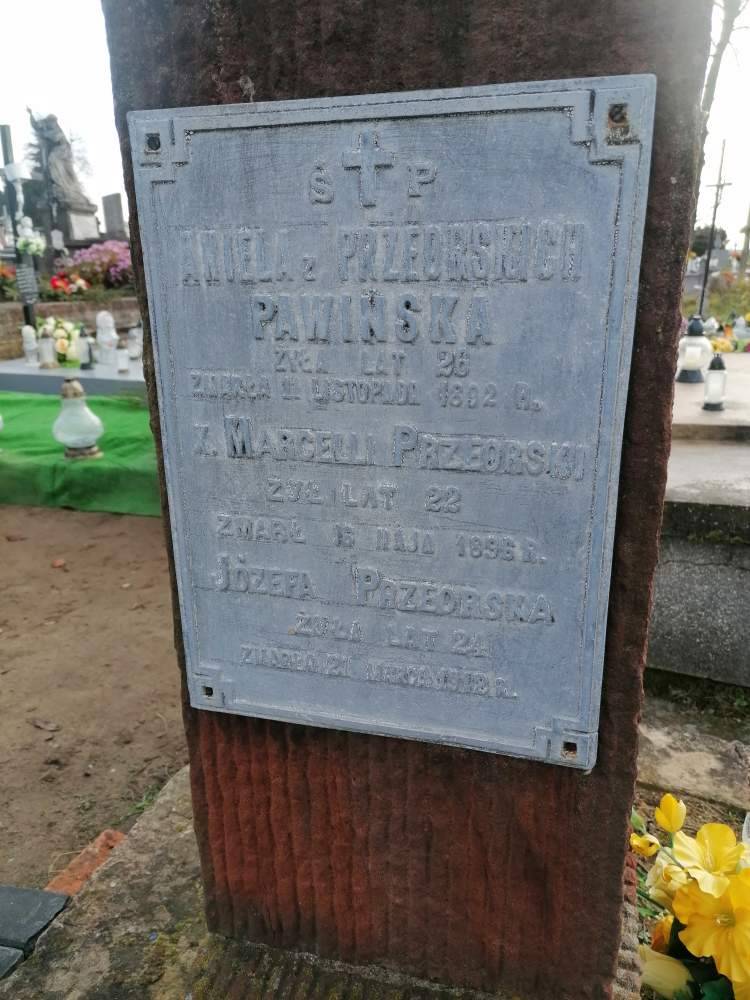 Ś P
ANIELA z PRZEORSKICH
PAWIŃSKA
ŻYŁA LAT 26
ZMARŁA 11 LISTOPADA 1892 R.
X. MARCELLI PRZEORSKI
ŻYŁ LAT 22
ZMARŁ 15 MAJA 1896 R.
JÓZEFA PRZEORSKA
ŻYŁA LAT 24
ZMARŁA 21 MARCA R.